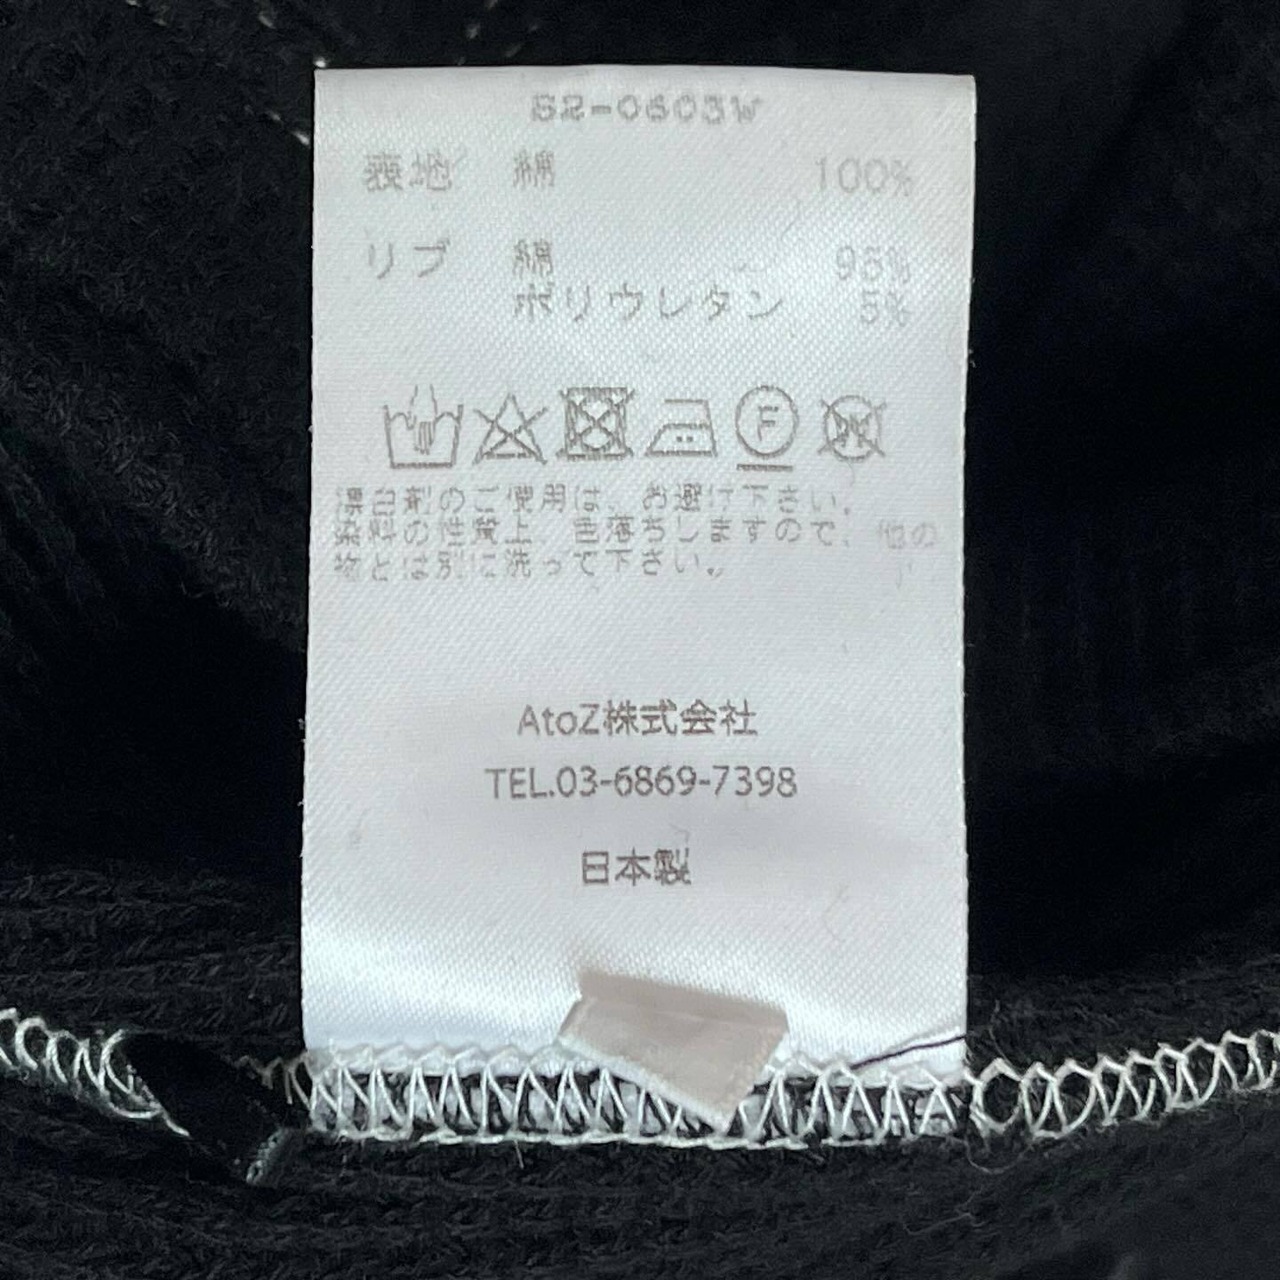 S2-0603W
表地 綿 100%
リブ 綿 95%
ポリウレタン 5%
F W
漂白剤のご使用は、お避け下さい。
染料の性質上、色落ちしますので、他の
物とは別に洗って下さい。
AtoZ株式会社
TEL.03-6869-7398
日本製